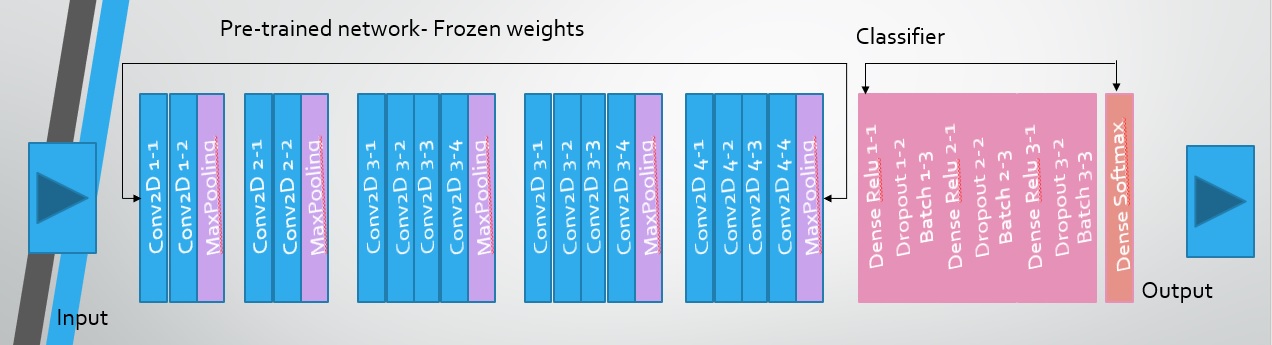 Pre-trained network- Frozen weights
Classifier
Conv2D 1-1
Conv2D 1-2
MaxPooling
Conv2D 2-1
Conv2D 2-2
MaxPooling
Conv2D 3-1
Conv2D 3-2
Conv2D 3-3
Conv2D 3-4
MaxPooling
Conv2D 3-1
Conv2D 3-2
Conv2D 3-3
Conv2D 3-4
MaxPooling
Conv2D 4-1
Conv2D 4-2
Conv2D 4-3
Conv2D 4-4
MaxPooling
Dense Relu 1-1
Dropout 1-2
Batch 1-3
Dense Relu 2-1
Dropout 2-2
Batch 2-3
Dense Relu 3-1
Dropout 3-2
Batch 3-3
Dense Softmax
Input
Output